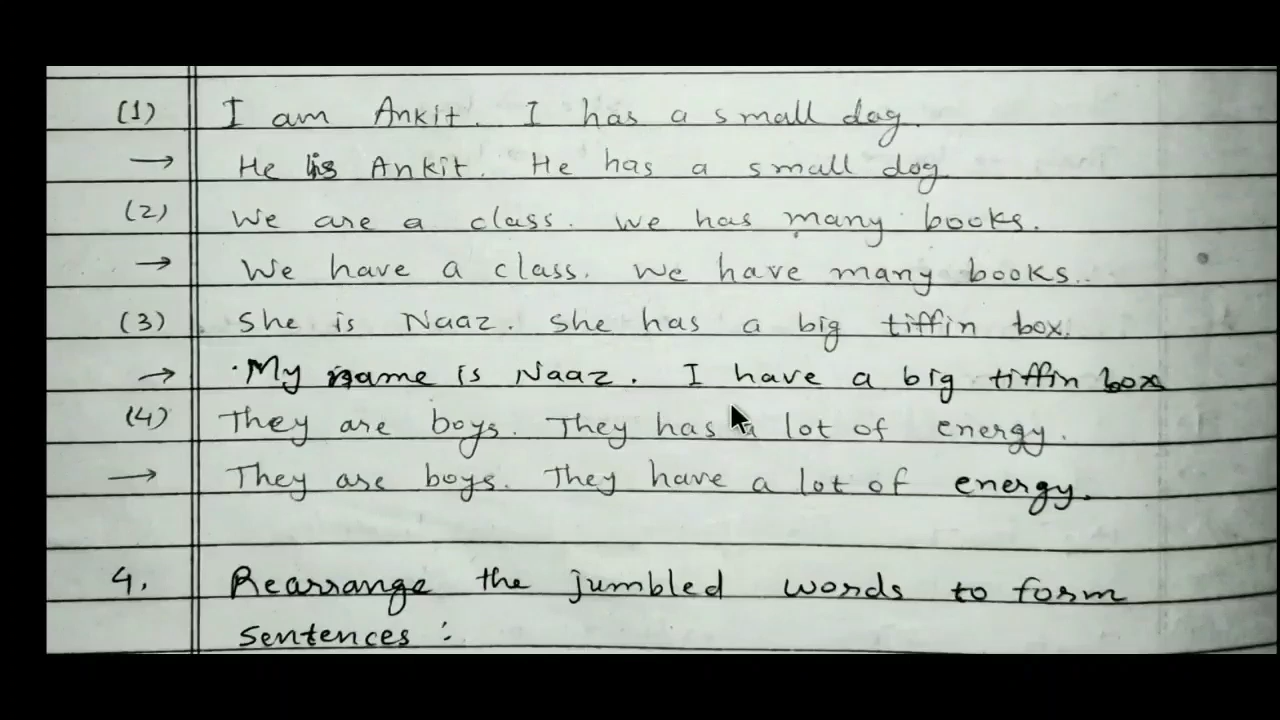 (1) I am Ankit. I has a small dog.
→ He is Ankit. He has a small dog
(2) We are a class. We has many books.
→ We have a class. We have many books..
(3) She is Naaz. She has a big tiffin box.
→ My name is Naaz. I have a big tiffin box
(4) They are boys. They has a lot of energy.
→ They are boys. They have a lot of energy.
4. Rearrange the jumbled words to form
sentences :